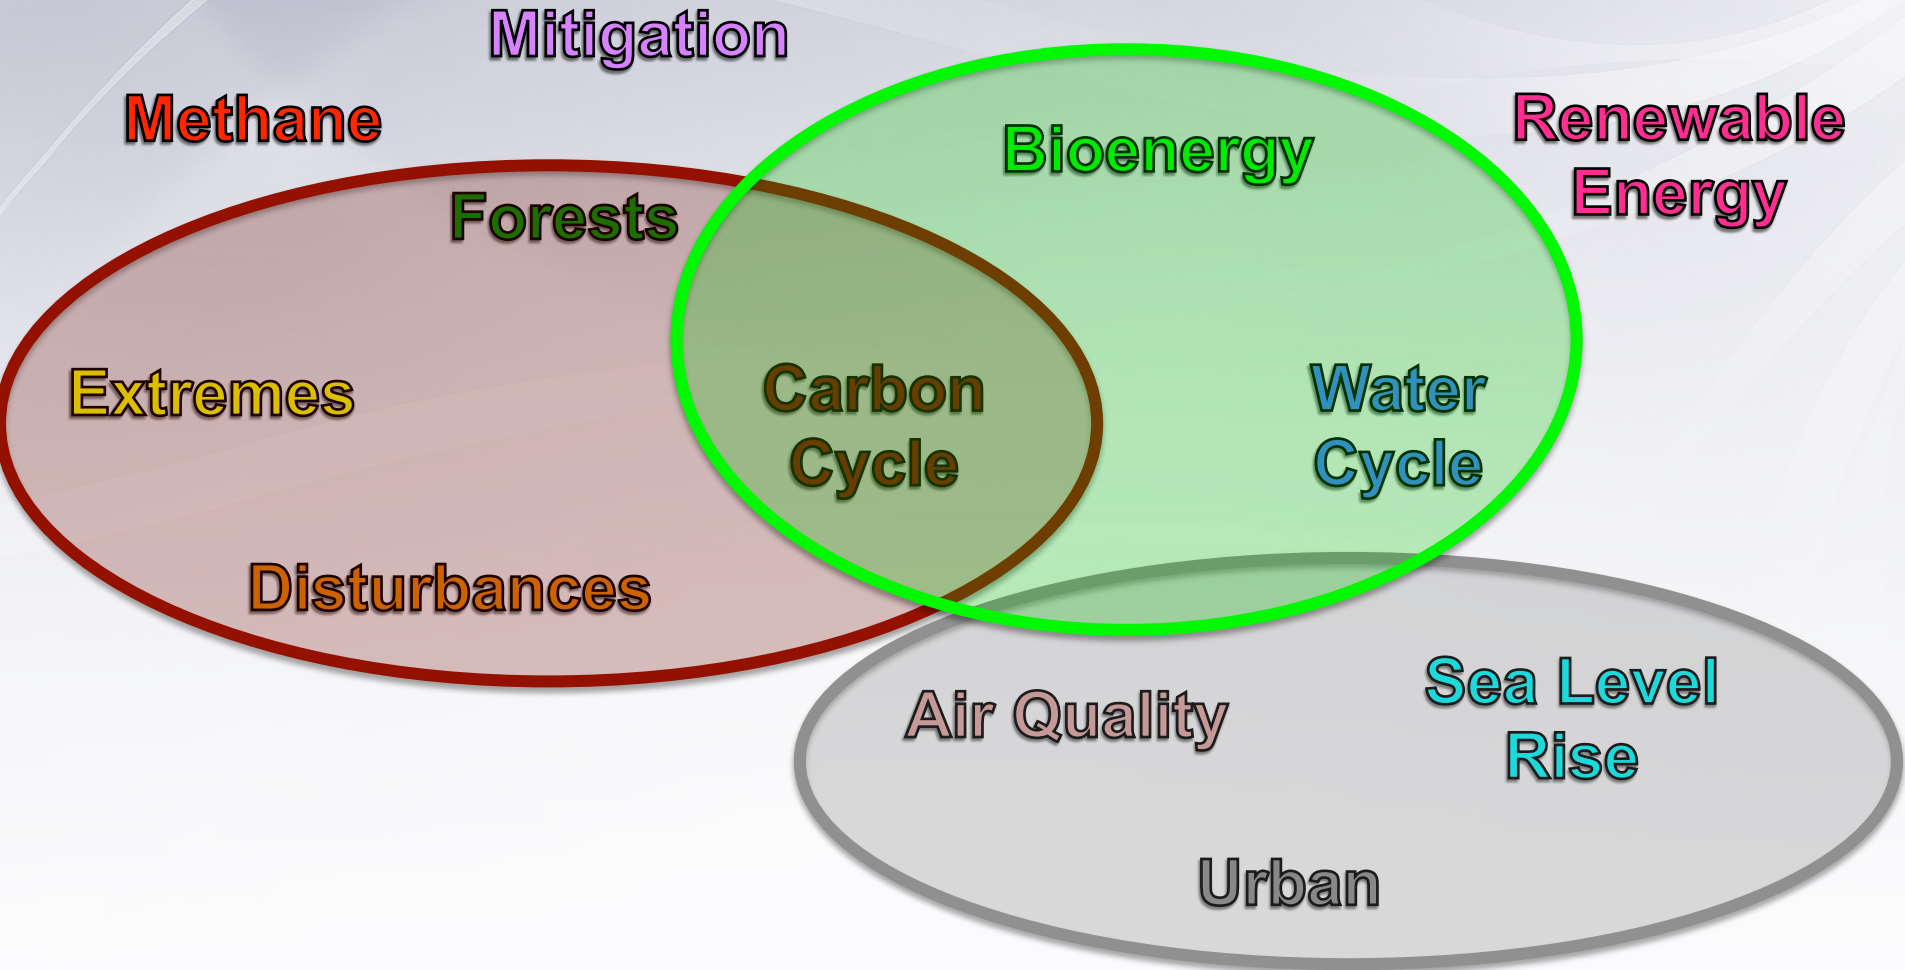 Mitigation
Methane
Renewable
Energy
Bioenergy
Forests
Extremes
Carbon
Cycle
Water
Cycle
Disturbances
Air Quality
Sea Level
Rise
Urban